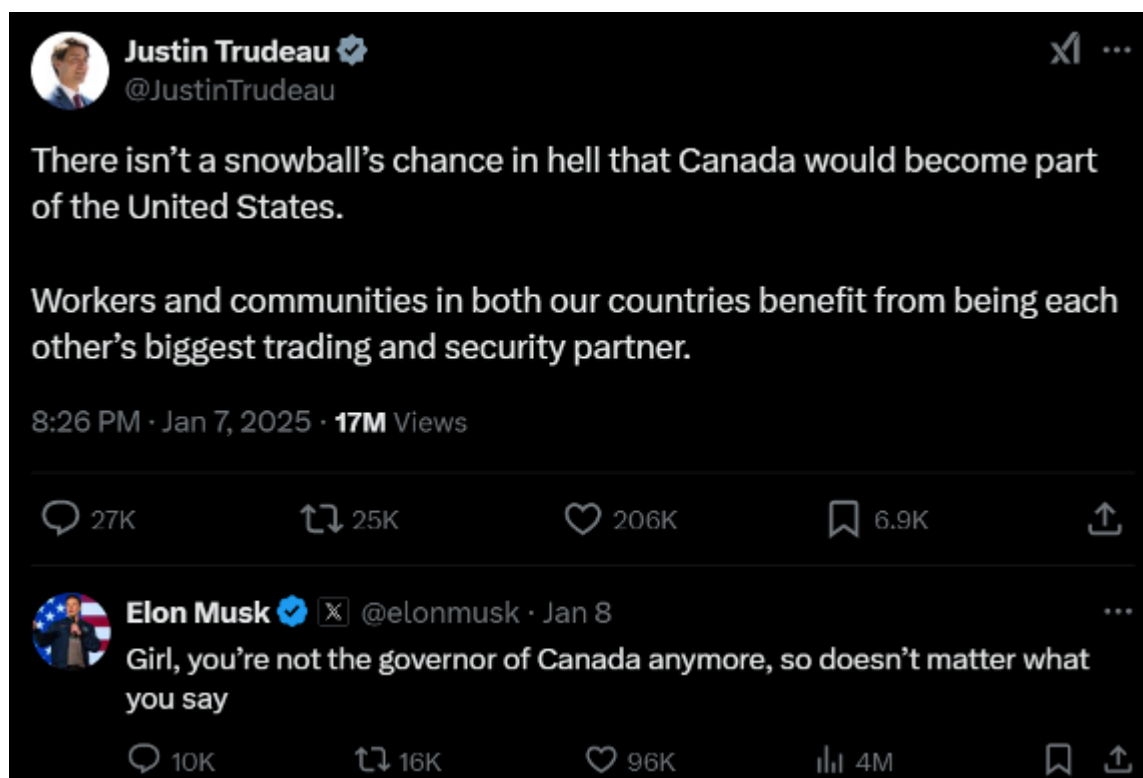 Justin Trudeau
@JustinTrudeau
There isn’t a snowball’s chance in hell that Canada would become part
of the United States.
Workers and communities in both our countries benefit from being each
other’s biggest trading and security partner.
8:26 PM · Jan 7, 2025 · 17M Views
27K 25K 206K 6.9K
Elon Musk @elonmusk · Jan 8
Girl, you’re not the governor of Canada anymore, so doesn’t matter what
you say
10K 16K 96K 4M